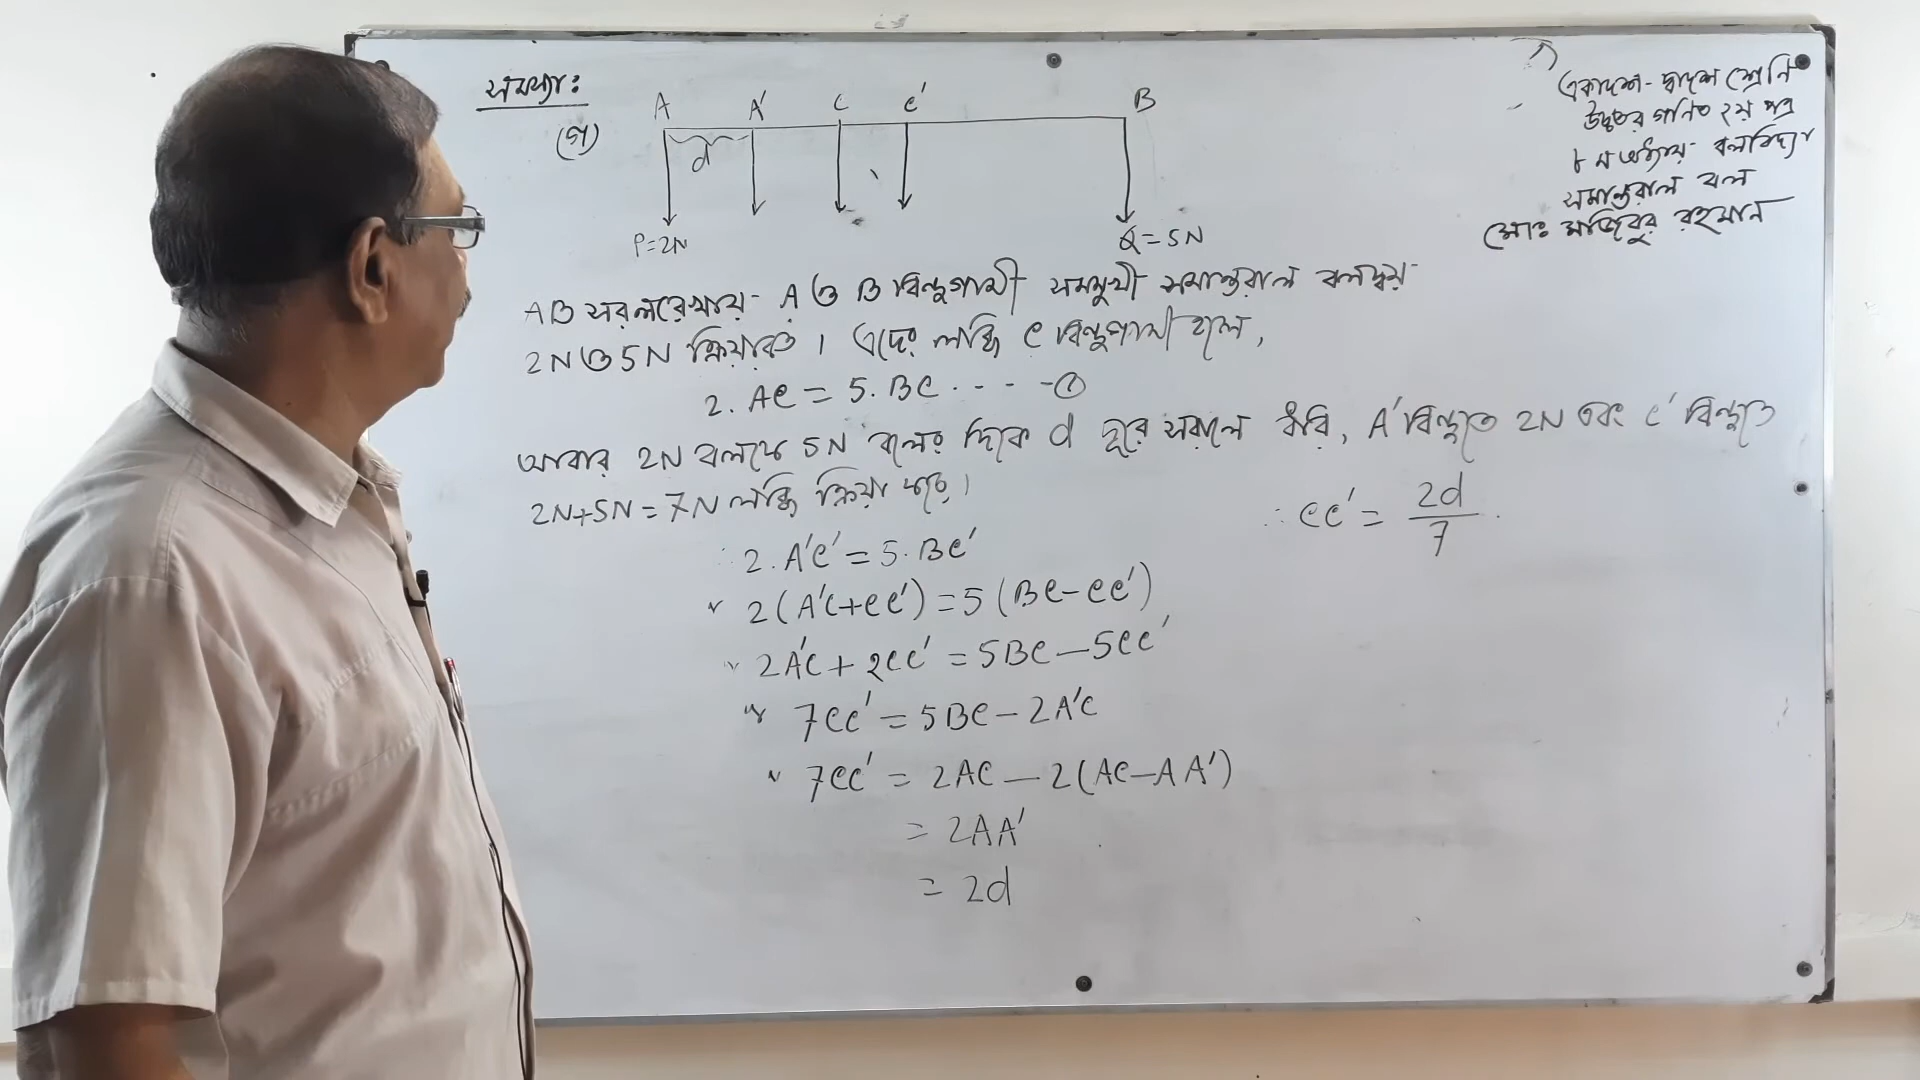 সমস্যাঃ
(গ)
A A' C C' B
d
P=2N
Q=5N
একাদশ-দ্বাদশ শ্রেণি
উচ্চতর গণিত ২য় পত্র
৮ম অধ্যায়- বলবিদ্যা
সমান্তরাল বল
মোঃ মজিবুর রহমান
AB সরলরেখায় A ও B বিন্দুগামী সমমুখী সমান্তরাল বলদ্বয়
2N ও 5N ক্রিয়ারত। এদের লব্ধি C বিন্দুগামী হলে,
2. AC = 5. BC ... - ①
আবার 2N বলকে 5N বলের দিকে d দূরে সরালে ধরি, A' বিন্দুতে 2N এবং C' বিন্দুতে
2N+5N = 7N লব্ধি ক্রিয়া করে।
∴ 2. A'C' = 5. BC'
" 2(A'C+CC') = 5(BC-CC')
" 2A'C + 2CC' = 5BC - 5CC'
" 7CC' = 5BC - 2A'C
" 7CC' = 2AC - 2(AC-AA')
= 2AA'
= 2d
∴ CC' = 2d/7